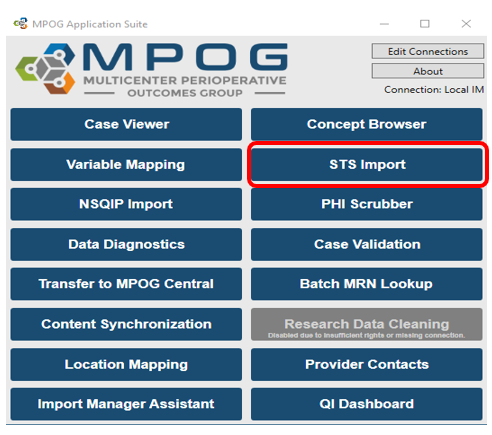 MPOG Application Suite
MPOG
MULTICENTER PERIOPERATIVE
OUTCOMES GROUP
Edit Connections
About
Connection: Local IM
Case Viewer
Concept Browser
Variable Mapping
STS Import
NSQIP Import
PHI Scrubber
Data Diagnostics
Case Validation
Transfer to MPOG Central
Batch MRN Lookup
Content Synchronization
Research Data Cleaning
Disabled due to insufficient rights or missing connection.
Location Mapping
Provider Contacts
Import Manager Assistant
QI Dashboard